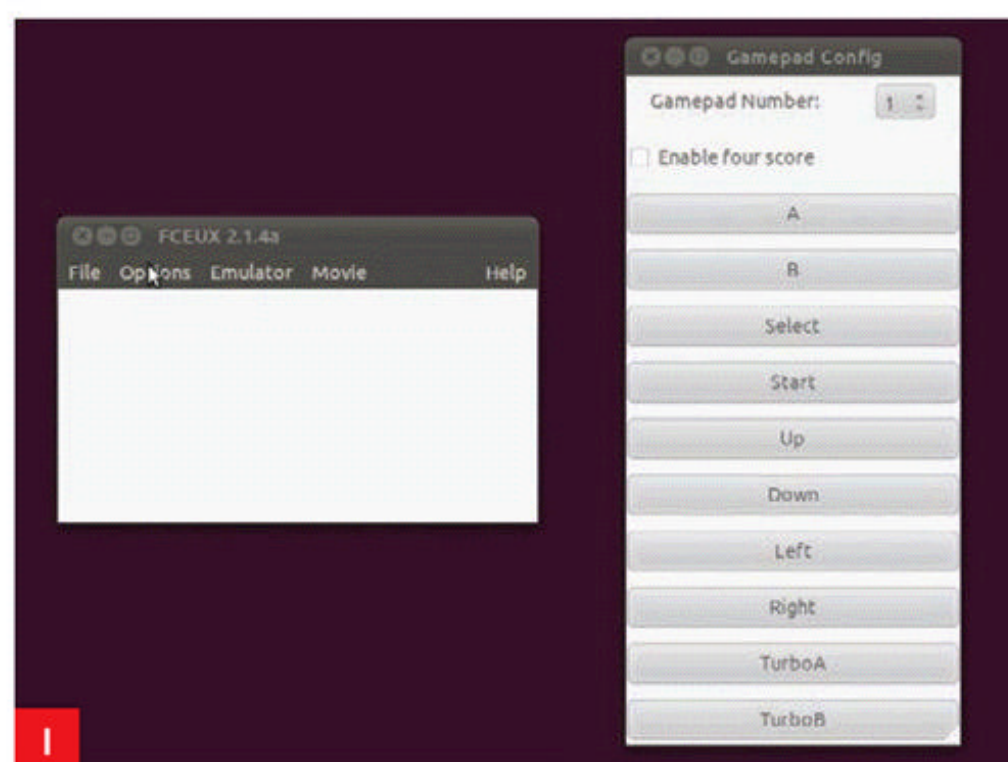 FCEUX 2.1.4a
File Options Emulator Movie Help
Gamepad Config
Gamepad Number: 1
Enable four score
A
B
Select
Start
Up
Down
Left
Right
TurboA
TurboB
I